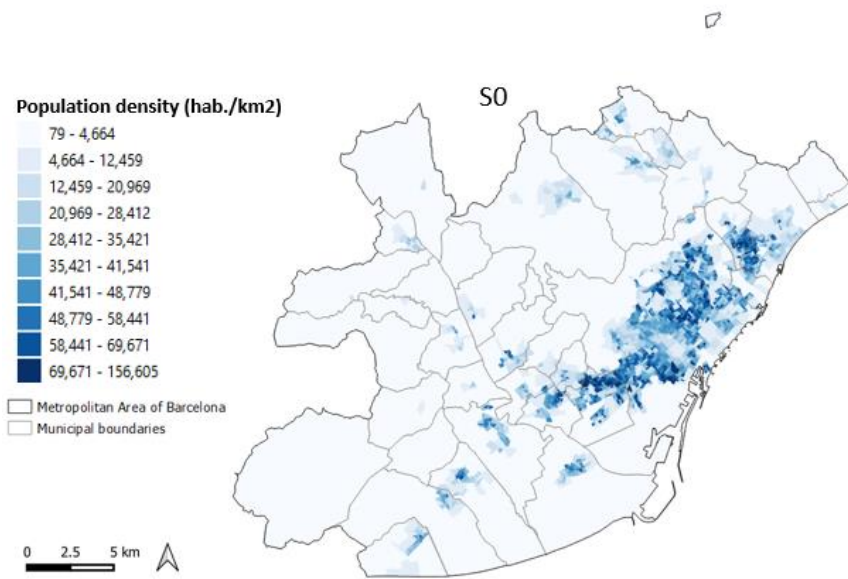 S0
Population density (hab./km2)
79 - 4,664
4,664 - 12,459
12,459 - 20,969
20,969 - 28,412
28,412 - 35,421
35,421 - 41,541
41,541 - 48,779
48,779 - 58,441
58,441 - 69,671
69,671 - 156,605
Metropolitan Area of Barcelona
Municipal boundaries
0 2.5 5 km